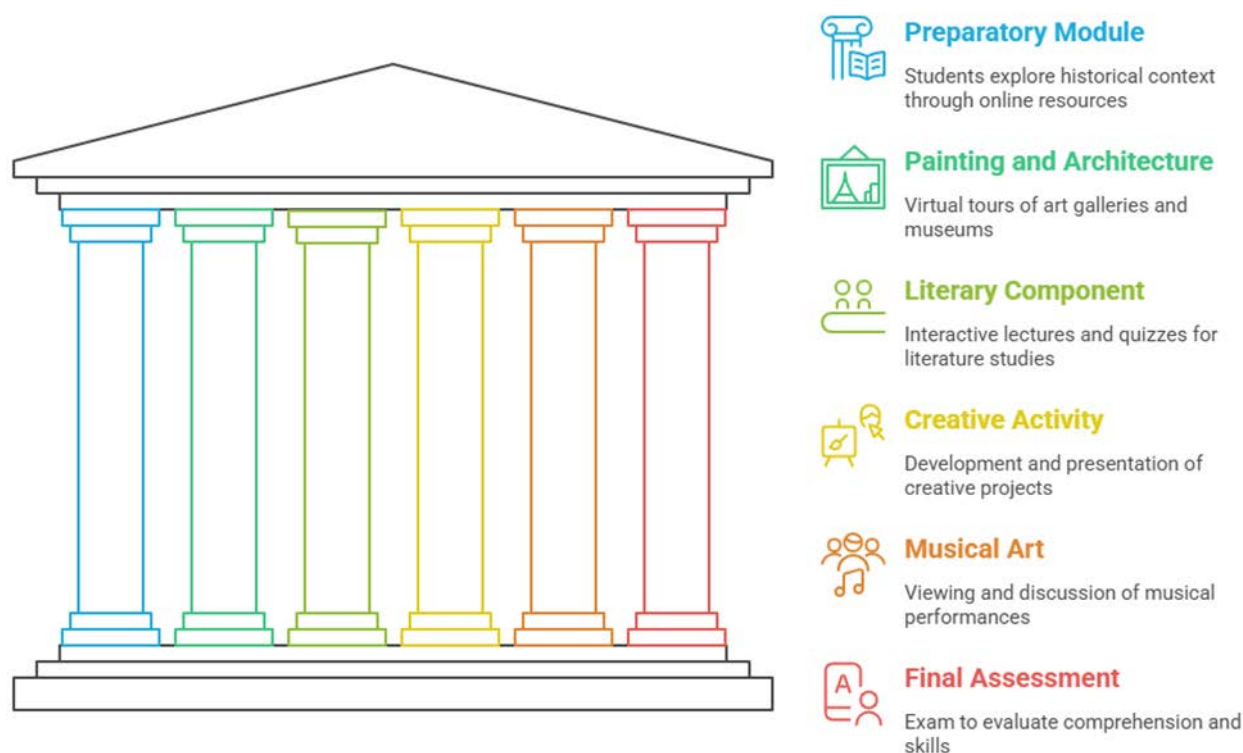 Preparatory Module
Students explore historical context
through online resources
Painting and Architecture
Virtual tours of art galleries and
museums
Literary Component
Interactive lectures and quizzes for
literature studies
Creative Activity
Development and presentation of
creative projects
Musical Art
Viewing and discussion of musical
performances
A
Final Assessment
Exam to evaluate comprehension and
skills